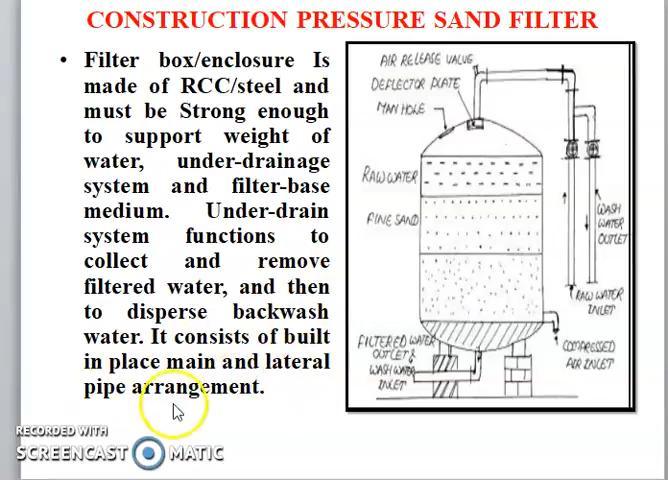 CONSTRUCTION PRESSURE SAND FILTER
• Filter box/enclosure Is
made of RCC/steel and
must be Strong enough
to support weight of
water, under-drainage
system and filter-base
medium. Under-drain
system functions to
collect and remove
filtered water, and then
to disperse backwash
water. It consists of built
in place main and lateral
pipe arrangement.
AIR RELEASE VALVE
DEFLECTOR PLATE
MAN HOLE
RAW WATER
FINE SAND
WASH
WATER
OUTLET
RAW WATER
INLET
FILTERED WATER
OUTLET &
WASH WATER
INLET
COMPRESSED
AIR INLET
RECORDED WITH
SCREENCAST MATIC